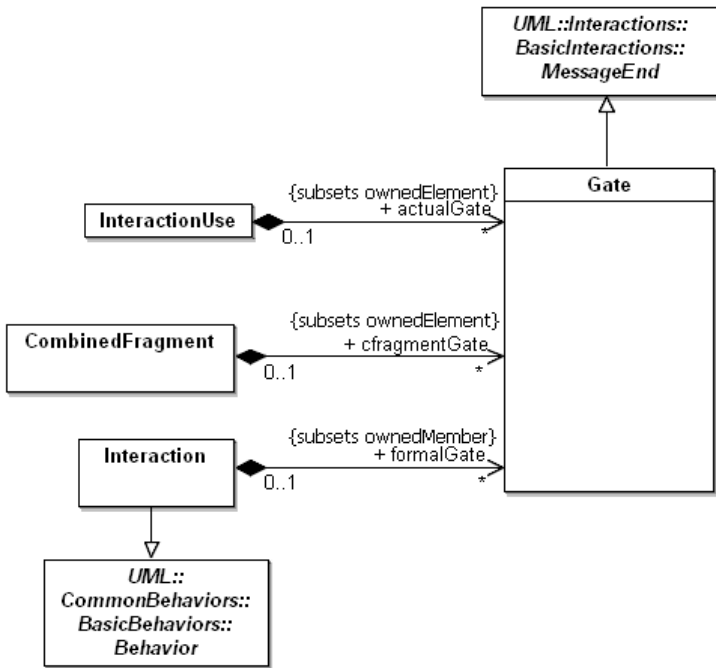 UML::Interactions::
BasicInteractions::
MessageEnd
Gate
{subsets ownedElement}
+ actualGate
InteractionUse
0..1
*
{subsets ownedElement}
+ cfragmentGate
CombinedFragment
0..1
*
{subsets ownedMember}
+ formalGate
Interaction
0..1
*
UML::
CommonBehaviors::
BasicBehaviors::
Behavior